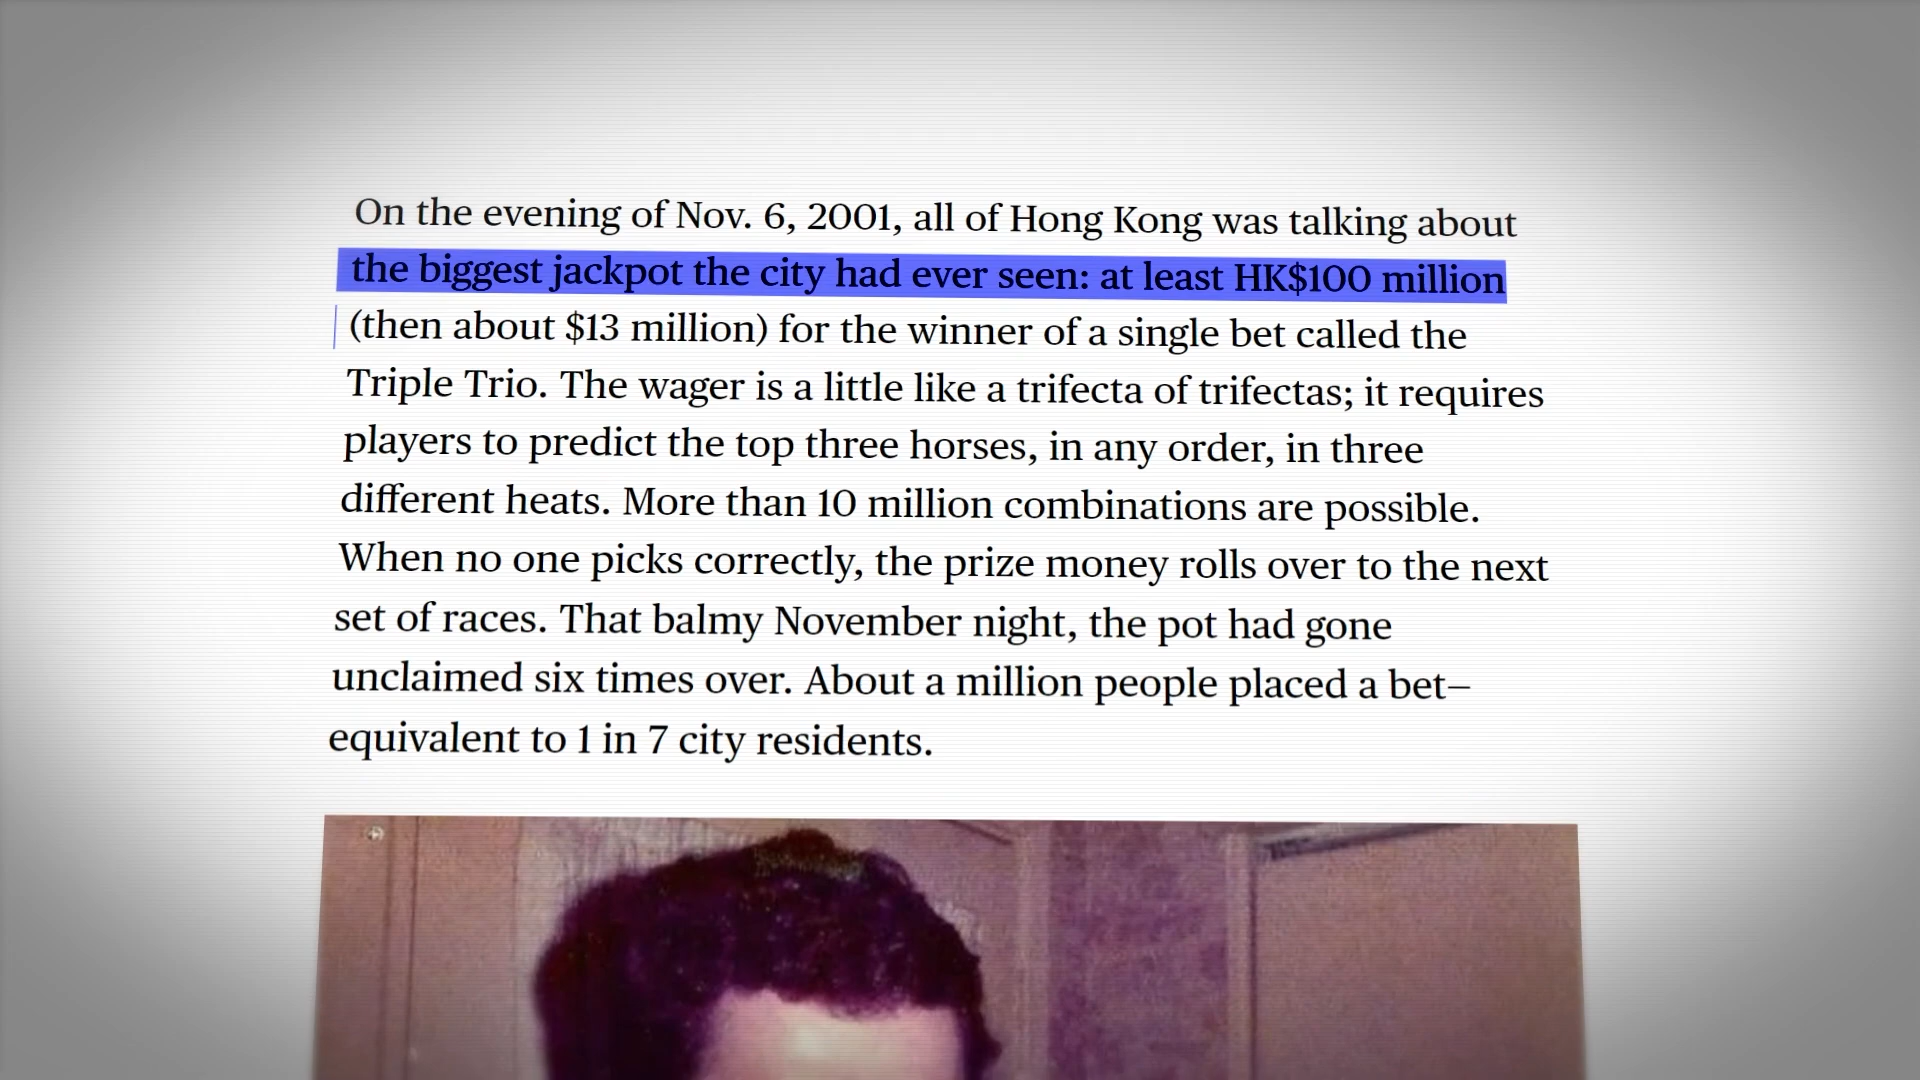 On the evening of Nov. 6, 2001, all of Hong Kong was talking about
the biggest jackpot the city had ever seen: at least HK$100 million
(then about $13 million) for the winner of a single bet called the
Triple Trio. The wager is a little like a trifecta of trifectas; it requires
players to predict the top three horses, in any order, in three
different heats. More than 10 million combinations are possible.
When no one picks correctly, the prize money rolls over to the next
set of races. That balmy November night, the pot had gone
unclaimed six times over. About a million people placed a bet—
equivalent to 1 in 7 city residents.